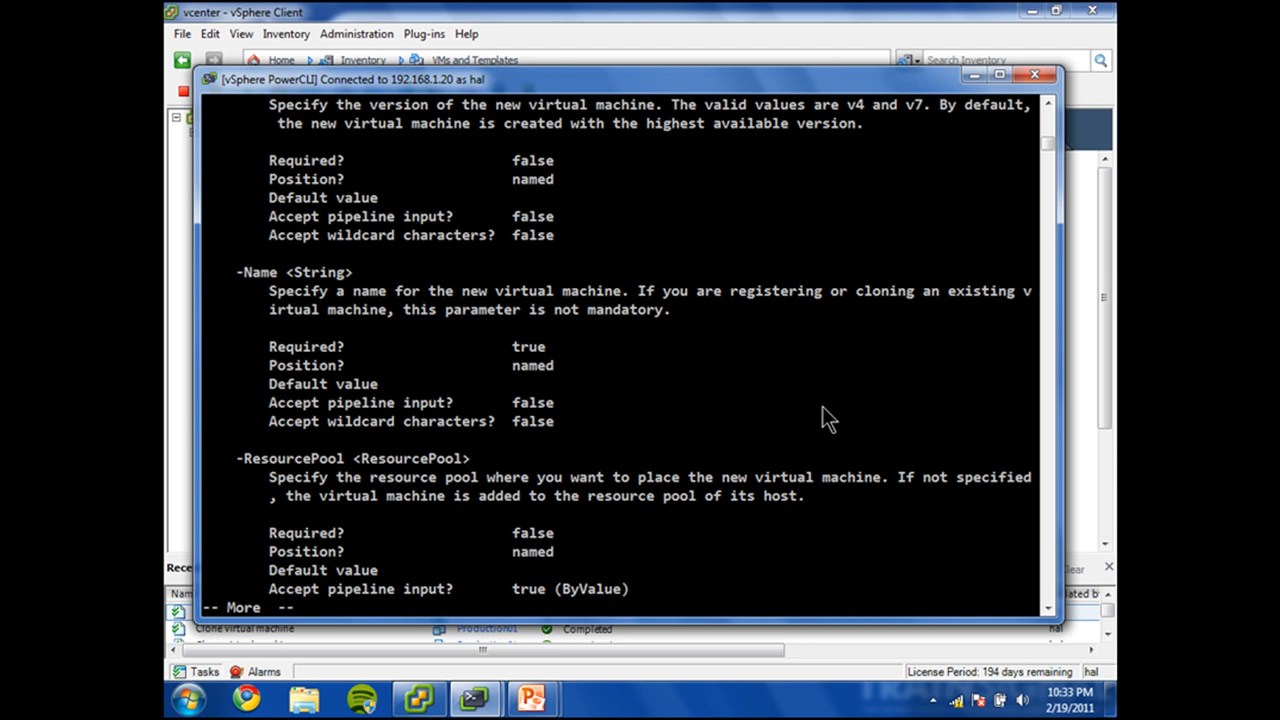 vcenter - vSphere Client
File Edit View Inventory Administration Plug-ins Help
Home Inventory VMs and Templates Search Inventory
[vSphere PowerCLI] Connected to 192.168.1.20 as hal
Specify the version of the new virtual machine. The valid values are v4 and v7. By default,
the new virtual machine is created with the highest available version.
Required? false
Position? named
Default value
Accept pipeline input? false
Accept wildcard characters? false
-Name <String>
Specify a name for the new virtual machine. If you are registering or cloning an existing v
irtual machine, this parameter is not mandatory.
Required? true
Position? named
Default value
Accept pipeline input? false
Accept wildcard characters? false
-ResourcePool <ResourcePool>
Specify the resource pool where you want to place the new virtual machine. If not specified
, the virtual machine is added to the resource pool of its host.
Required? false
Position? named
Default value
Accept pipeline input? true (ByValue)
-- More --
Clone virtual machine Production01 Completed hal
Tasks Alarms License Period: 194 days remaining hal
10:33 PM
2/19/2011